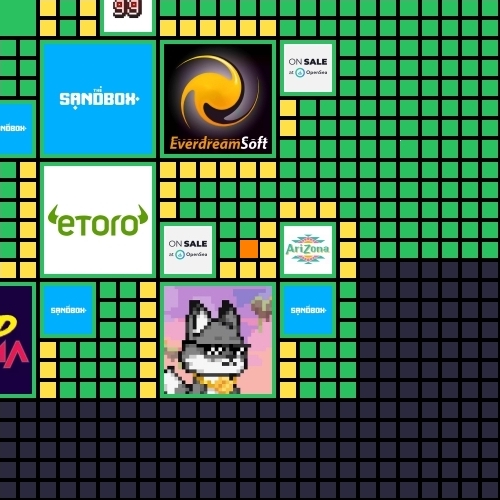 99
THE
SANDBOX
ON SALE
at OpenSea
EverdreamSoft
SANDBOX
eToro
ON SALE
at OpenSea
AriZona
SANDBOX
SANDBOX